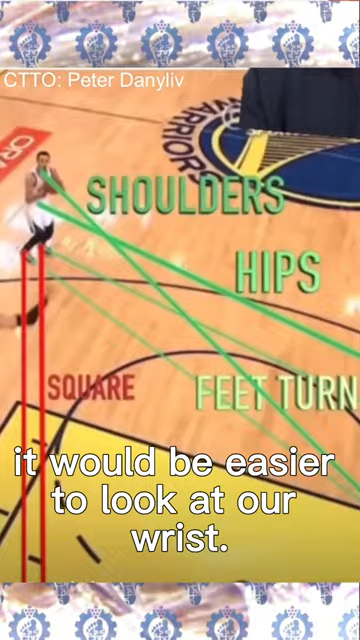 CTTO: Peter Danyliv
WARRIORS
SHOULDERS
HIPS
SQUARE
FEET TURN
it would be easier
to look at our
wrist.